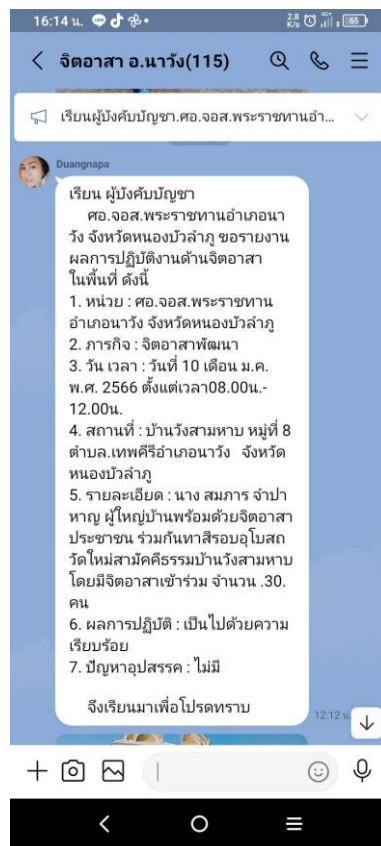 16:14 น.
2.8 K/s
4G+
65
จิตอาสา อ.นาวัง(115)
เรียนผู้บังคับบัญชา.ศอ.จอส.พระราชทานอำ...
Duangnapa
เรียน ผู้บังคับบัญชา
ศอ.จอส.พระราชทานอำเภอนา
วัง จังหวัดหนองบัวลำภู ขอรายงาน
ผลการปฏิบัติงานด้านจิตอาสา
ในพื้นที่ ดังนี้
1. หน่วย : ศอ.จอส.พระราชทาน
อำเภอนาวัง จังหวัดหนองบัวลำภู
2. ภารกิจ : จิตอาสาพัฒนา
3. วัน เวลา : วันที่ 10 เดือน ม.ค.
พ.ศ. 2566 ตั้งแต่เวลา08.00น.-
12.00น.
4. สถานที่ : บ้านวังสามหาบ หมู่ที่ 8
ตำบล.เทพคีรีอำเภอนาวัง จังหวัด
หนองบัวลำภู
5. รายละเอียด : นาง สมภาร จำปา
หาญ ผู้ใหญ่บ้านพร้อมด้วยจิตอาสา
ประชาชน ร่วมกันทาสีรอบอุโบสถ
วัดใหม่สามัคคีธรรมบ้านวังสามหาบ
โดยมีจิตอาสาเข้าร่วม จำนวน .30.
คน
6. ผลการปฏิบัติ : เป็นไปด้วยความ
เรียบร้อย
7. ปัญหาอุปสรรค : ไม่มี
จึงเรียนมาเพื่อโปรดทราบ
12:12 น.